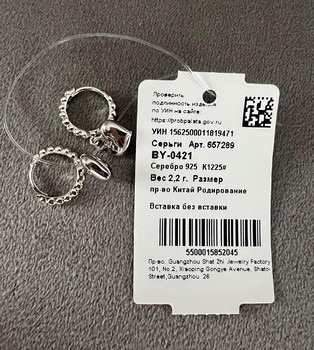 Проверить
подлинность изделия
по УИН на сайте:
https://probpalata.gov.ru
УИН 1562500011819471
Серьги Арт. 657289
BY-0421
Серебро 925 К1225#
Вес 2,2 г. Размер
пр-во Китай Родирование
Вставка без вставки
5500015852045
Пр-во: Guangzhou Shat Zhi Jewelry Factory
101, No.2, Xiaoping Gongye Avenue, Shatou
Street,Guangzhou. 26